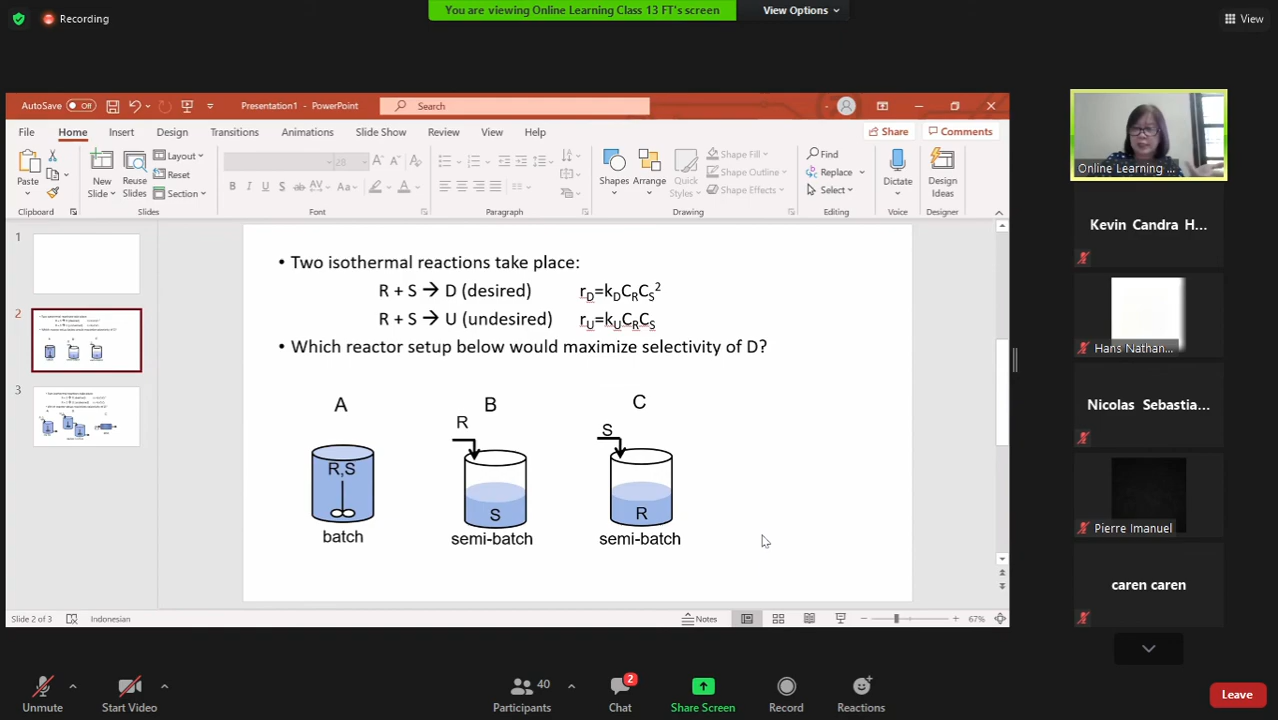 Recording
You are viewing Online Learning Class 13 FT's screen
View Options
View
AutoSave Off
Presentation1 - PowerPoint
Search
File Home Insert Design Transitions Animations Slide Show Review View Help
Share Comments
Paste
New Slide
Reuse Slides
Layout
Reset
Section
28
Shapes
Arrange
Quick Styles
Shape Fill
Shape Outline
Shape Effects
Find
Replace
Select
Dictate
Design Ideas
Clipboard Slides Font Paragraph Drawing Editing Voice Designer
1
2
3
• Two isothermal reactions take place:
R + S → D (desired) r_D=k_DC_RC_S²
R + S → U (undesired) r_U=k_UC_RC_S
• Which reactor setup below would maximize selectivity of D?
A B C
R S
R,S S R
batch semi-batch semi-batch
Slide 2 of 3
Indonesian
Notes
67%
Online Learning ...
Kevin Candra H...
Hans Nathan...
Nicolas Sebastia...
Pierre Imanuel
caren caren
Unmute
Start Video
Participants 40
Chat 2
Share Screen
Record
Reactions
Leave